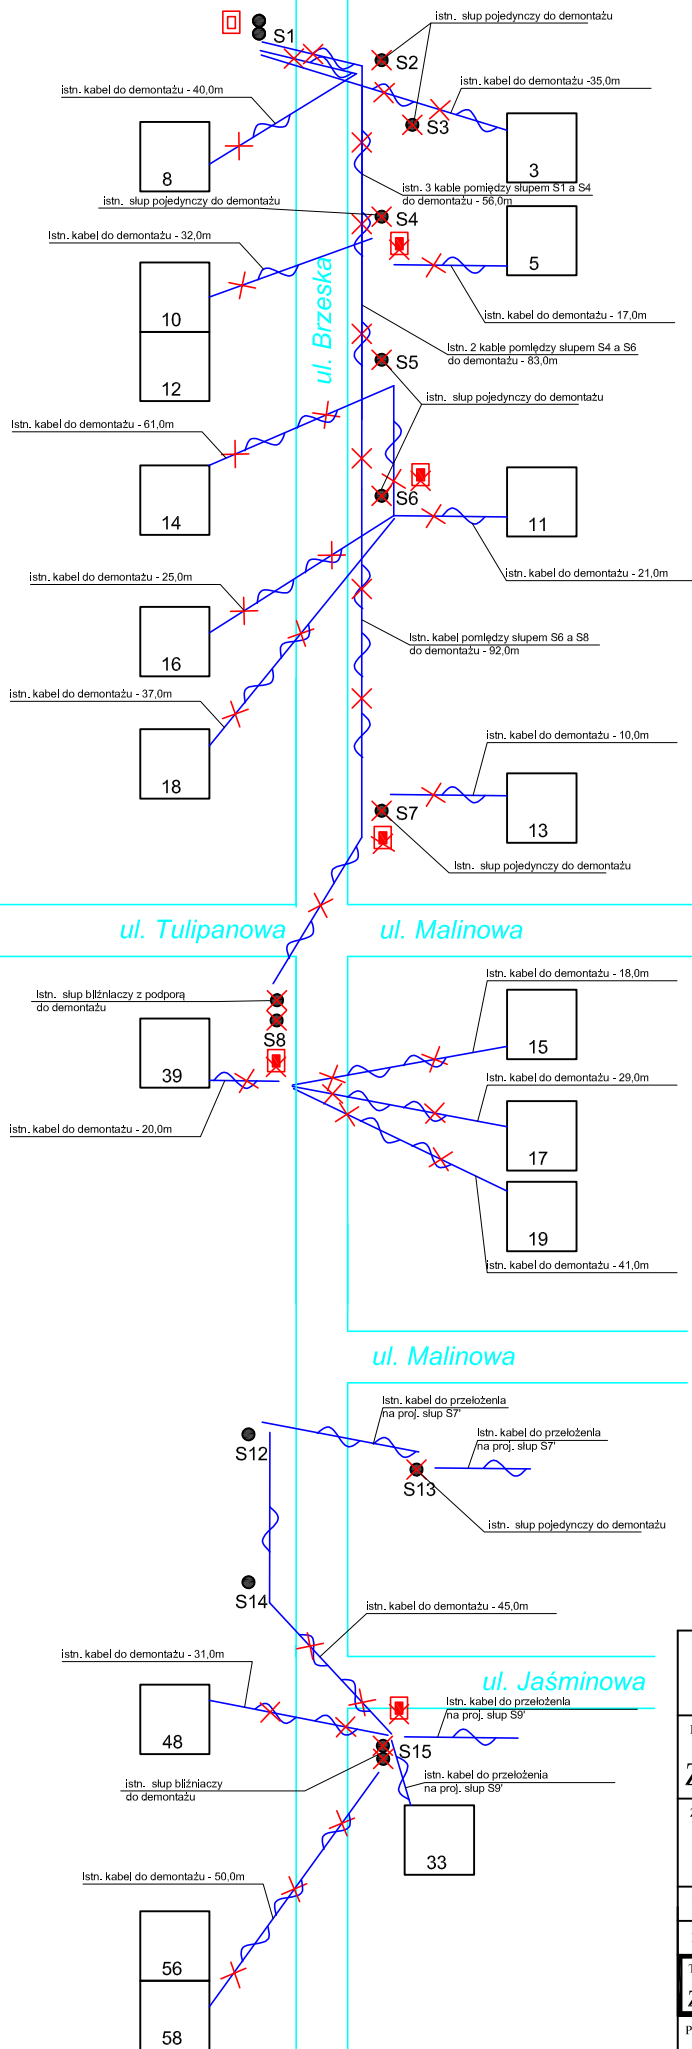 istn. słup pojedynczy do demontażu
S1
S2
istn. kabel do demontażu -35,0m
istn. kabel do demontażu - 40,0m
S3
8
3
istn. 3 kable pomiędzy słupem S1 a S4
do demontażu - 56,0m
istn. słup pojedynczy do demontażu
S4
Istn. kabel do demontażu - 32,0m
5
10
istn. kabel do demontażu - 17,0m
ul. Brzeska
Istn. 2 kable pomiędzy słupem S4 a S6
do demontażu - 83,0m
S5
12
istn. słup pojedynczy do demontażu
Istn. kabel do demontażu - 61,0m
S6
14
11
istn. kabel do demontażu - 25,0m
istn. kabel do demontażu - 21,0m
Istn. kabel pomiędzy słupem S6 a S8
do demontażu - 92,0m
16
istn. kabel do demontażu - 37,0m
istn. kabel do demontażu - 10,0m
18
S7
13
Istn. słup pojedynczy do demontażu
ul. Tulipanowa
ul. Malinowa
Istn. kabel do demontażu - 18,0m
Istn. słup bliźniaczy z podporą
do demontażu
S8
15
39
Istn. kabel do demontażu - 29,0m
istn. kabel do demontażu - 20,0m
17
19
istn. kabel do demontażu - 41,0m
ul. Malinowa
Istn. kabel do przełożenia
na proj. słup S7'
Istn. kabel do przełożenia
na proj. słup S7'
S12
S13
istn. słup pojedynczy do demontażu
S14
istn. kabel do demontażu - 45,0m
istn. kabel do demontażu - 31,0m
ul. Jaśminowa
Istn. kabel do przełożenia
na proj. słup S9'
48
S15
istn. kabel do przełożenia
na proj. słup S9'
istn. słup bliźniaczy
do demontażu
33
Istn. kabel do demontażu - 50,0m
56
58